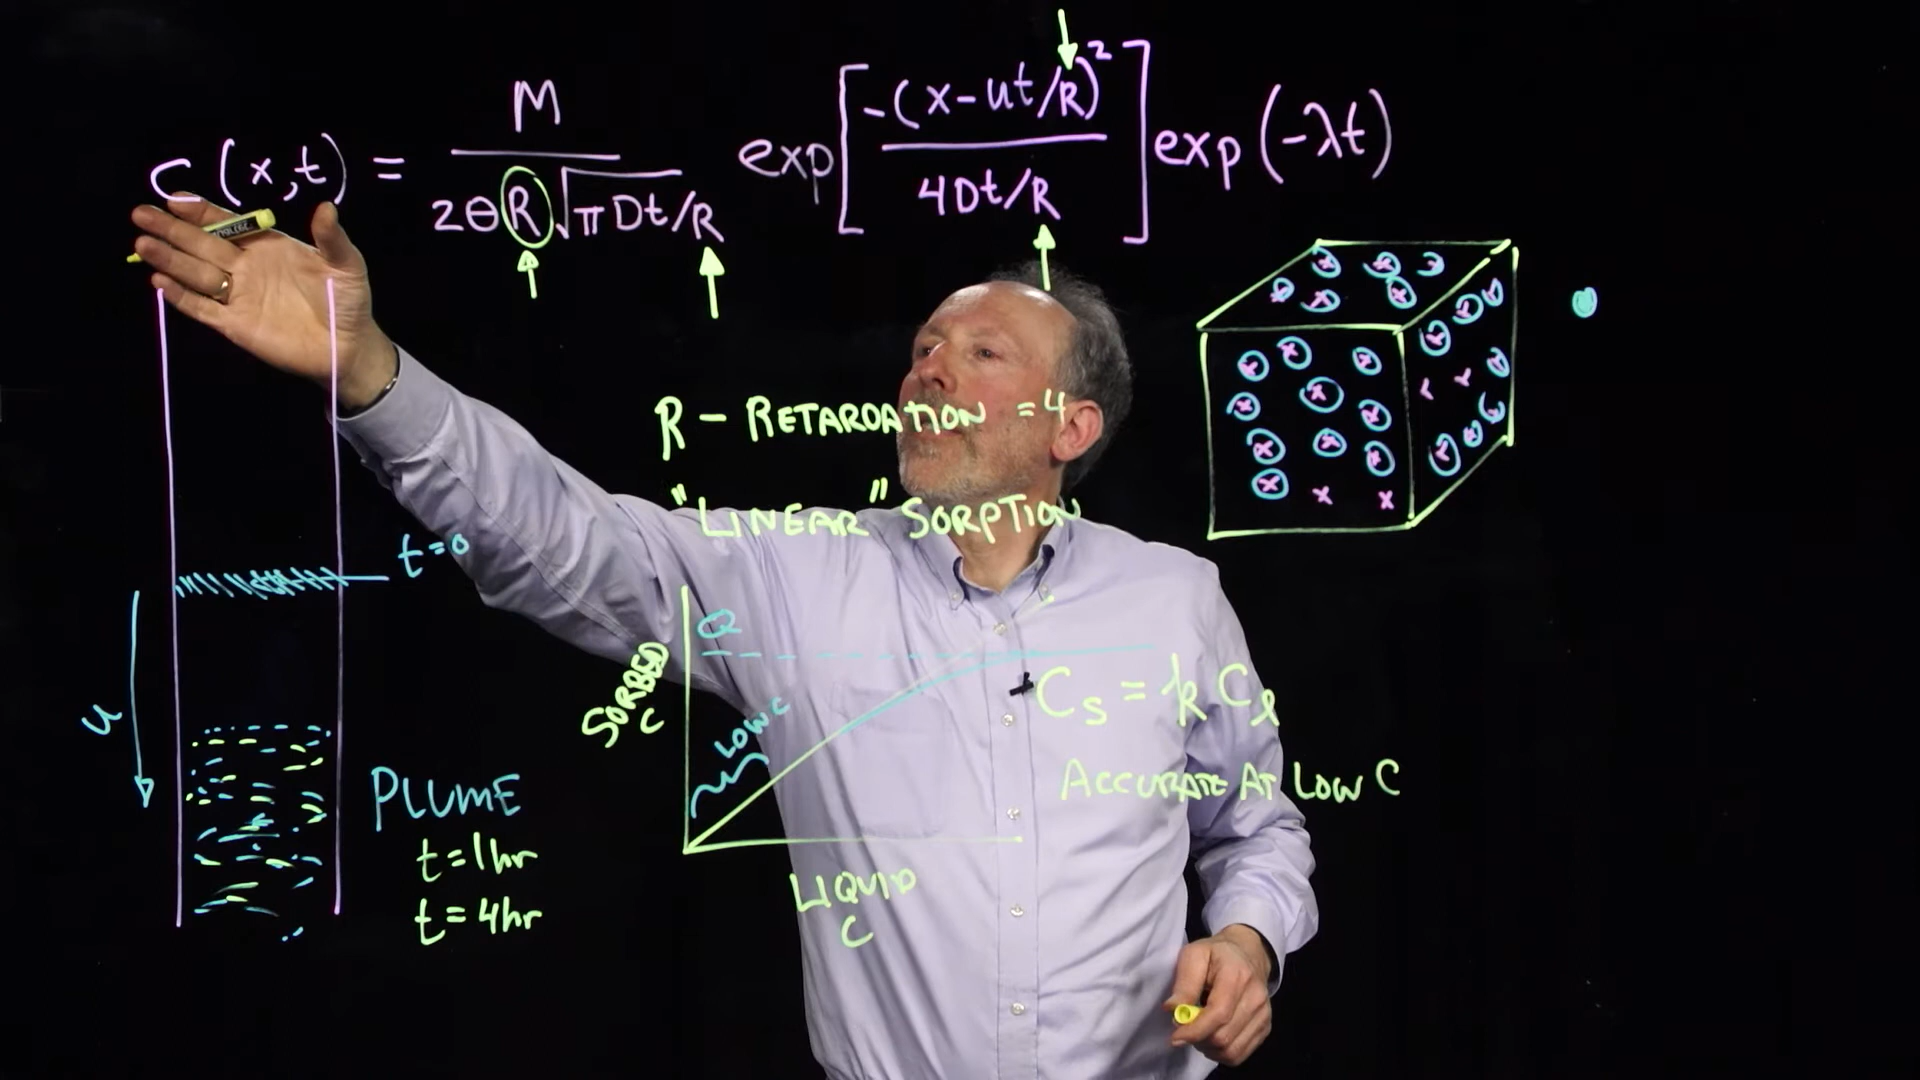 C(x,t) = M / 2θR√πDt/R exp[-(x-ut/R)² / 4Dt/R] exp(-λt)
R - RETARDATION = 4
"LINEAR" SORPTION
t=0
u
PLUME
t=1hr
t=4hr
Q
LOW C
SORBED C
LIQUID C
Cs = k Cℓ
ACCURATE AT LOW C